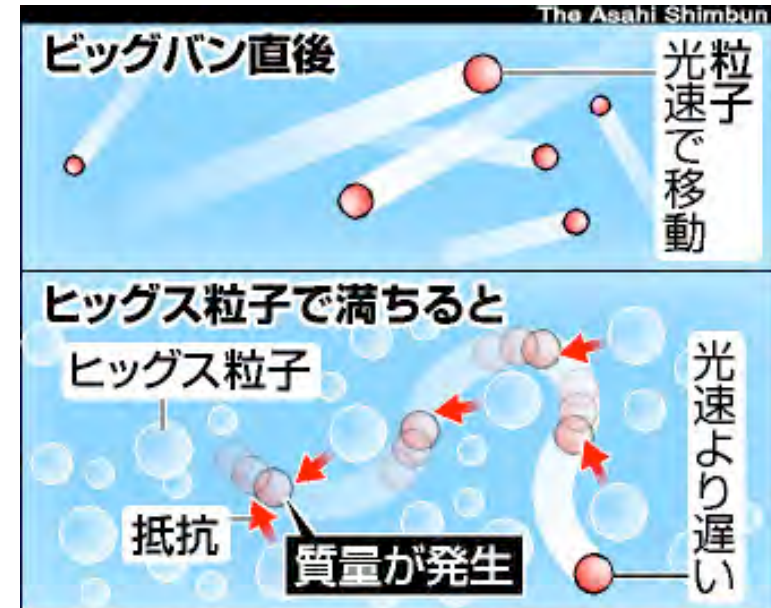 The Asahi Shimbun
ビッグバン直後
粒子
光速で移動
ヒッグス粒子で満ちると
ヒッグス粒子
光速より遅い
抵抗
質量が発生